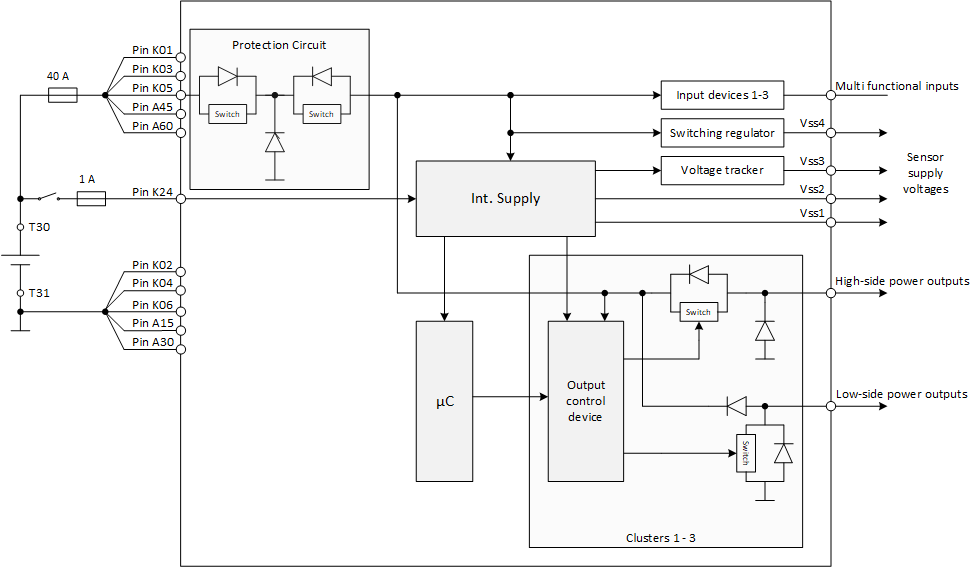 Protection Circuit
Pin K01
Pin K03
Pin K05
Pin A45
Pin A60
40 A
Switch
Switch
Input devices 1-3
Multi functional inputs
Switching regulator
Vss4
Voltage tracker
Vss3
Vss2
Vss1
Sensor
supply
voltages
1 A
Pin K24
Int. Supply
T30
T31
Pin K02
Pin K04
Pin K06
Pin A15
Pin A30
Switch
High-side power outputs
µC
Output
control
device
Low-side power outputs
Switch
Clusters 1 - 3